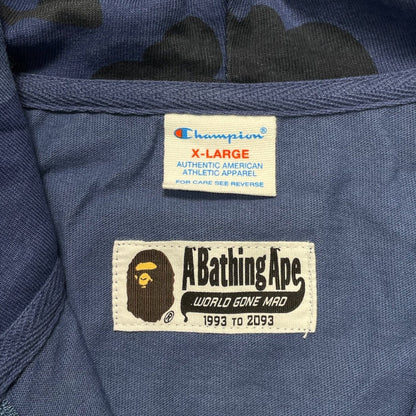 Champion®
X-LARGE
AUTHENTIC AMERICAN
ATHLETIC APPAREL
FOR CARE SEE REVERSE
A Bathing Ape
WORLD GONE MAD
1993 TO 2093
®